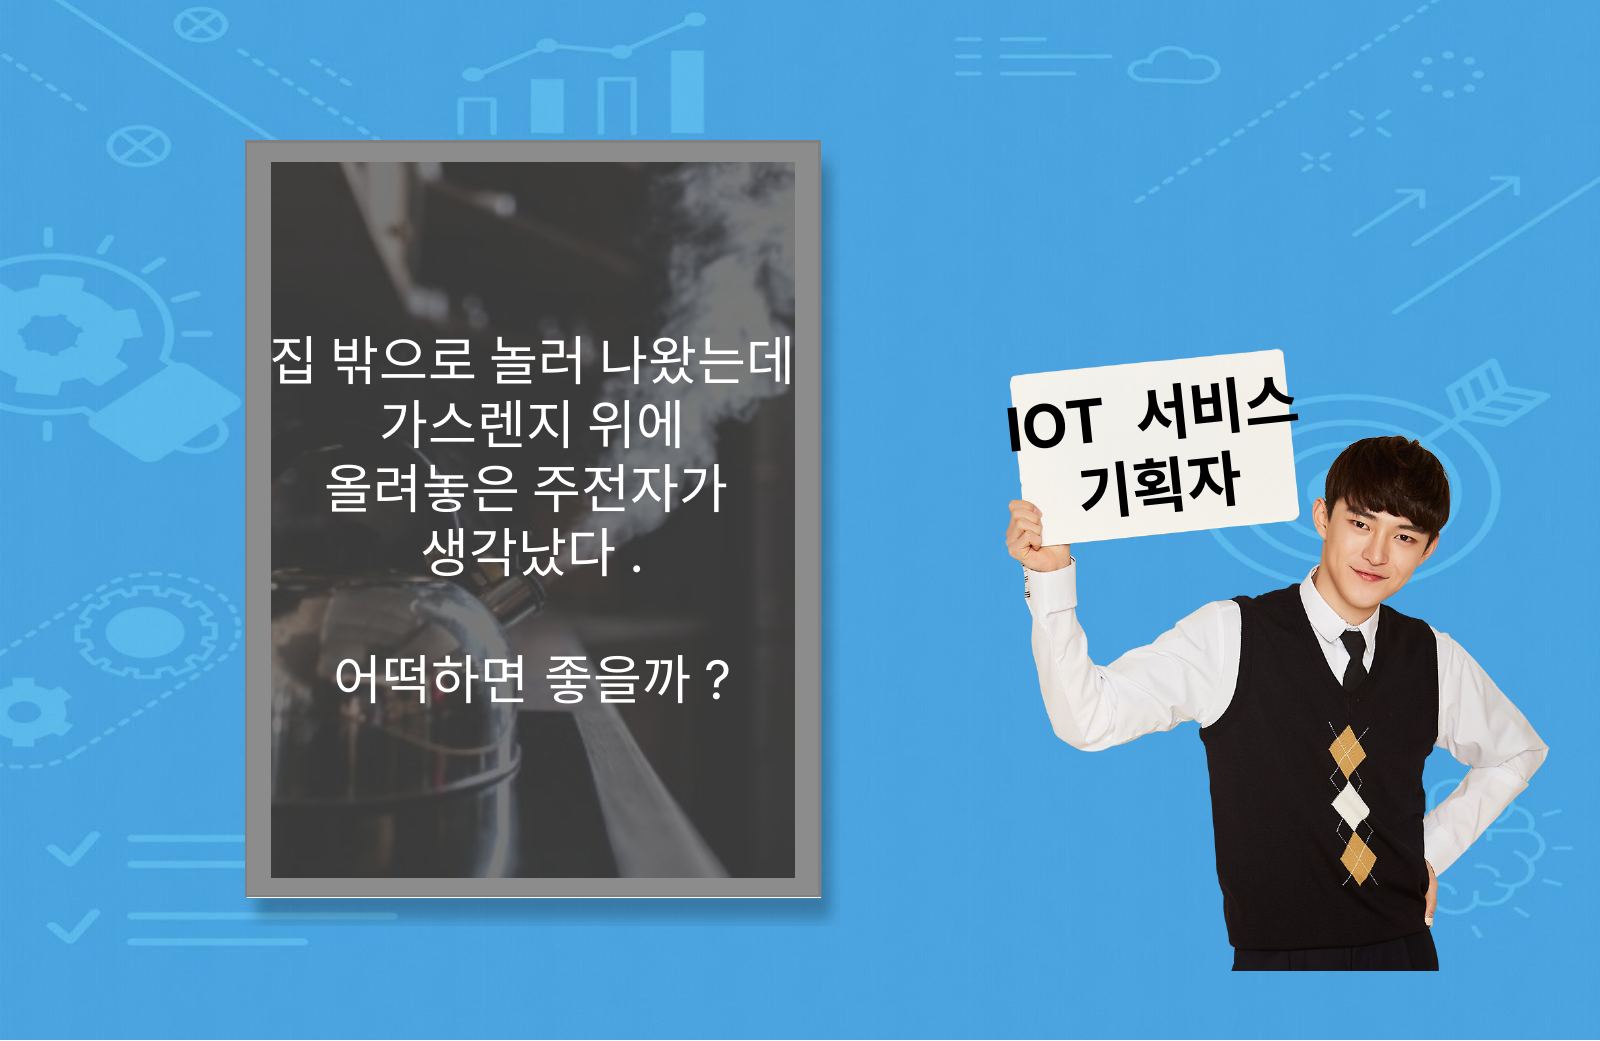 집 밖으로 놀러 나왔는데
가스렌지 위에
올려놓은 주전자가
생각났다 .
어떡하면 좋을까 ?
IOT 서비스
기획자